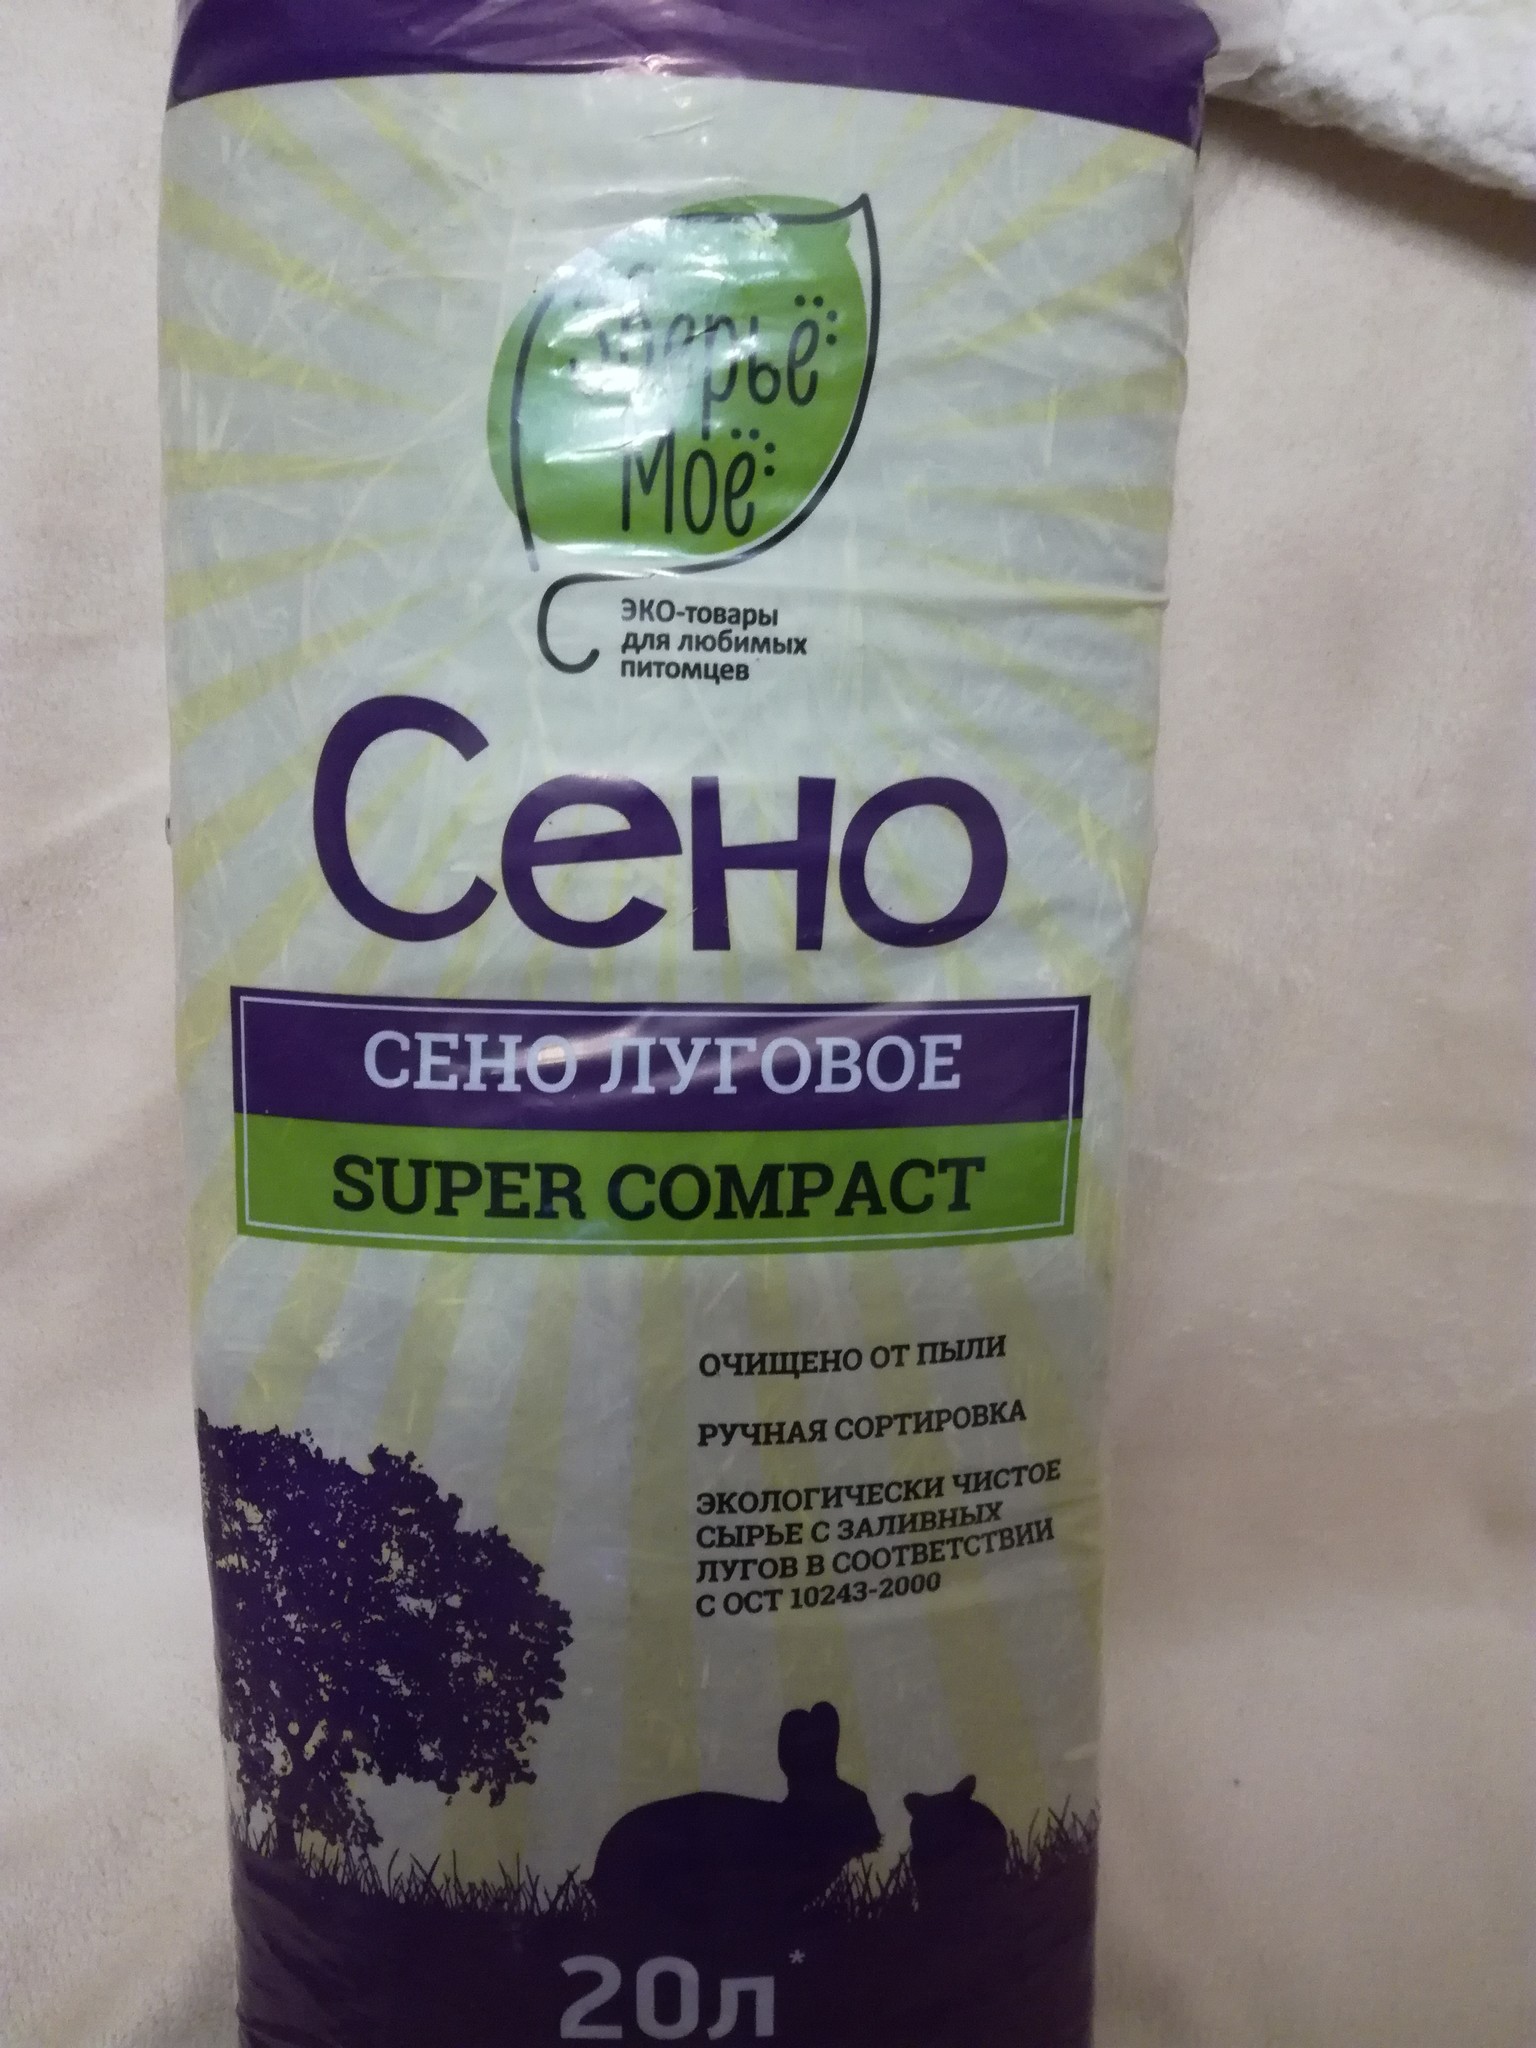 Зверьё
Моё
ЭКО-товары
для любимых
питомцев
Сено
СЕНО ЛУГОВОЕ
SUPER COMPACT
ОЧИЩЕНО ОТ ПЫЛИ
РУЧНАЯ СОРТИРОВКА
ЭКОЛОГИЧЕСКИ ЧИСТОЕ
СЫРЬЕ С ЗАЛИВНЫХ
ЛУГОВ В СООТВЕТСТВИИ
С ОСТ 10243-2000
20л*